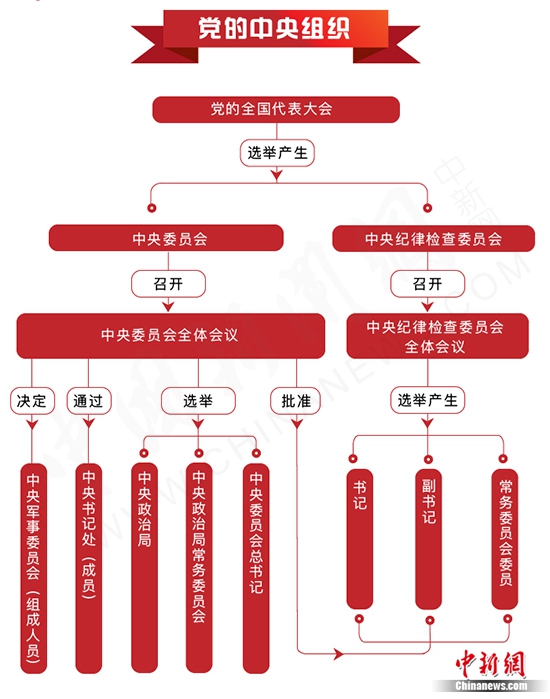 党的中央组织
党的全国代表大会
选举产生
中央委员会
中央纪律检查委员会
召开
召开
中央委员会全体会议
中央纪律检查委员会
全体会议
决定
通过
选举
批准
选举产生
中央军事委员会（组成人员）
中央书记处（成员）
中央政治局
中央政治局常务委员会
中央委员会总书记
书记
副书记
常务委员会委员
中新网
Chinanews.com
中新网
WWW.CHINANEWS.COM